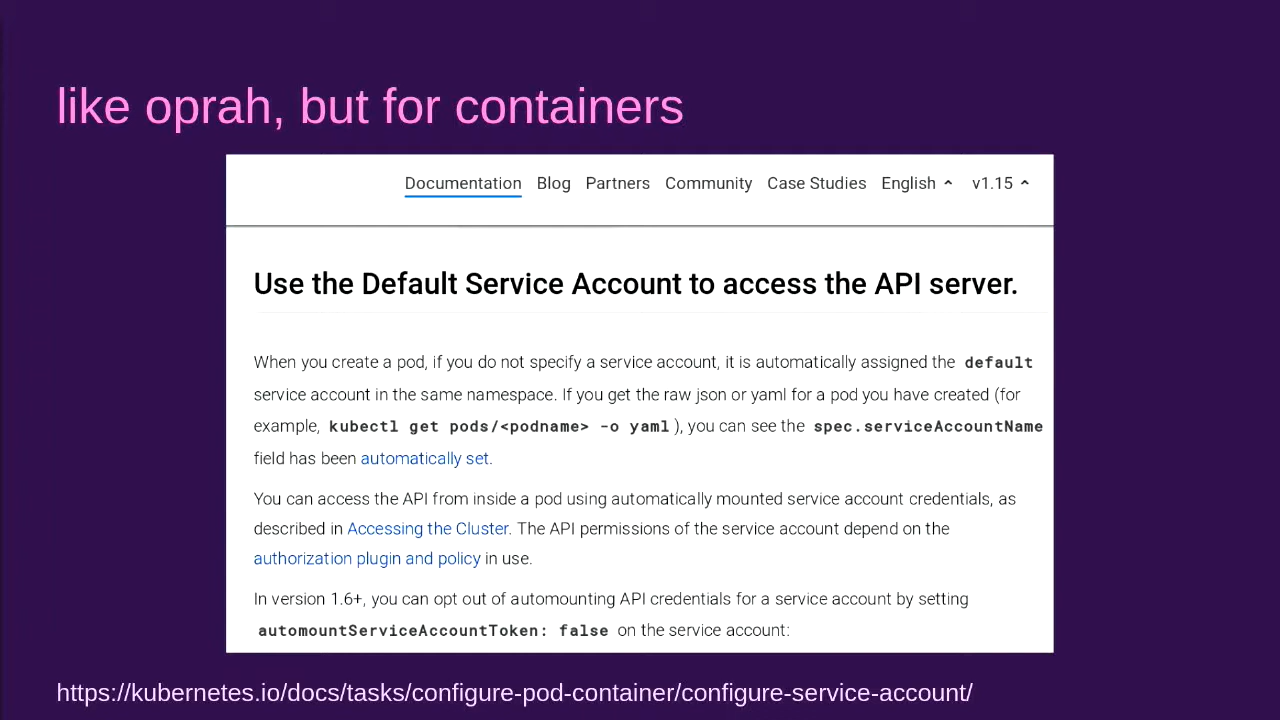 like oprah, but for containers
Documentation Blog Partners Community Case Studies English v1.15
Use the Default Service Account to access the API server.
When you create a pod, if you do not specify a service account, it is automatically assigned the default
service account in the same namespace. If you get the raw json or yaml for a pod you have created (for
example, kubectl get pods/<podname> -o yaml ), you can see the spec.serviceAccountName
field has been automatically set.
You can access the API from inside a pod using automatically mounted service account credentials, as
described in Accessing the Cluster. The API permissions of the service account depend on the
authorization plugin and policy in use.
In version 1.6+, you can opt out of automounting API credentials for a service account by setting
automountServiceAccountToken: false on the service account:
https://kubernetes.io/docs/tasks/configure-pod-container/configure-service-account/